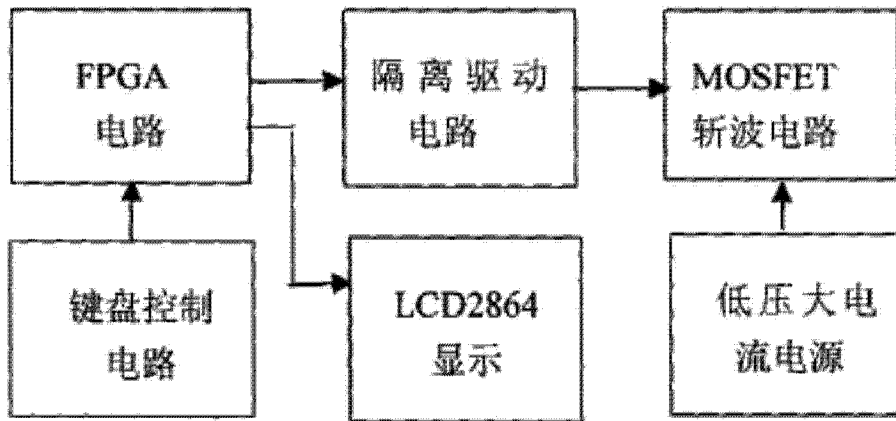 FPGA
电路
隔离驱动
电路
MOSFET
斩波电路
键盘控制
电路
LCD2864
显示
低压大电
流电源